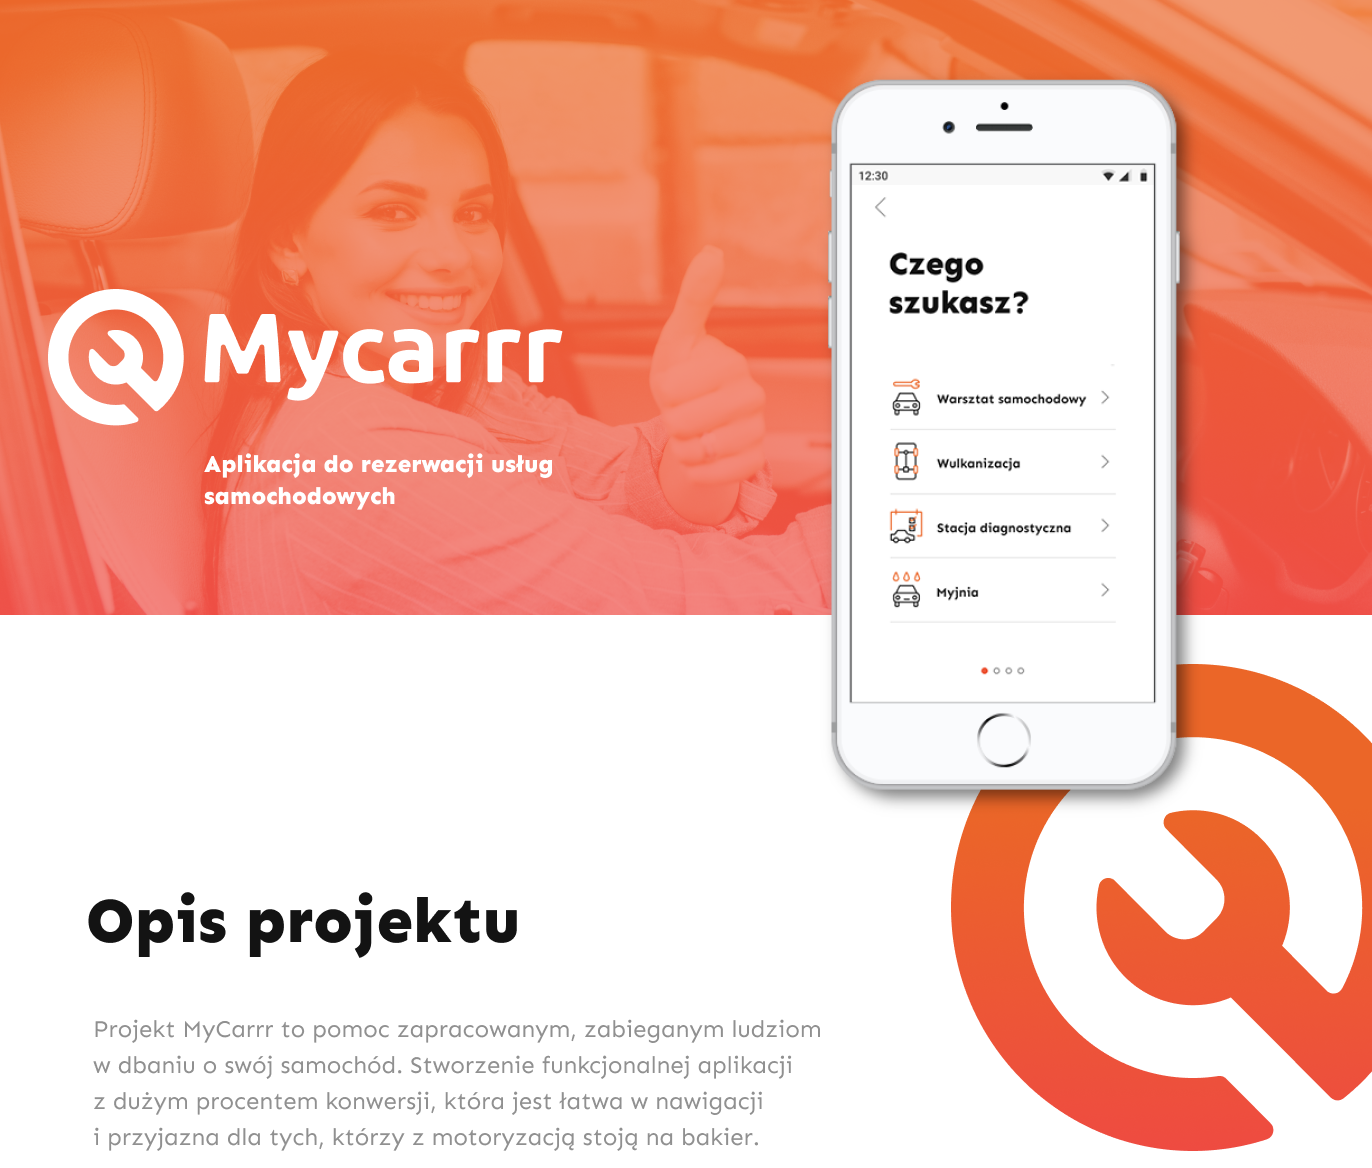 Mycarrr
Aplikacja do rezerwacji usług
samochodowych
12:30
Czego
szukasz?
Warsztat samochodowy
Wulkanizacja
Stacja diagnostyczna
Myjnia
Opis projektu
Projekt MyCarrr to pomoc zapracowanym, zabieganym ludziom
w dbaniu o swój samochód. Stworzenie funkcjonalnej aplikacji
z dużym procentem konwersji, która jest łatwa w nawigacji
i przyjazna dla tych, którzy z motoryzacją stoją na bakier.